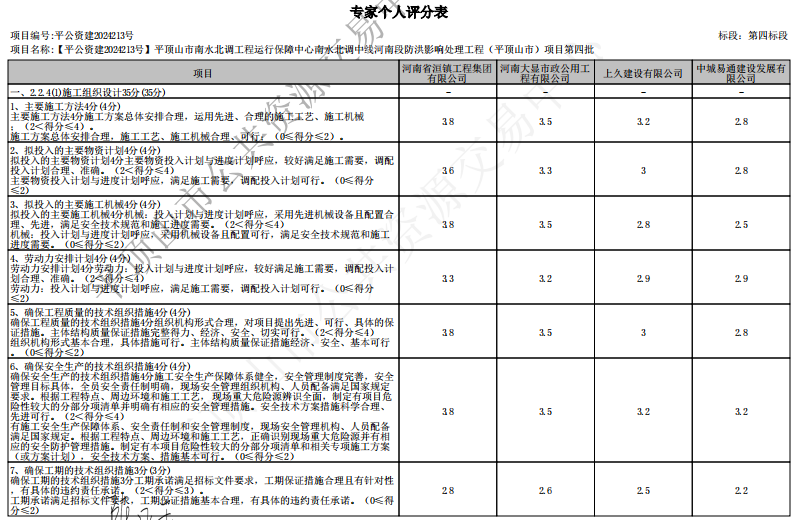 专家个人评分表
项目编号:平公资建2024213号
标段：第四标段
项目名称:【平公资建2024213号】平顶山市南水北调工程运行保障中心南水北调中线河南段防洪影响处理工程（平顶山市）项目第四批
项目
河南省洹镇工程集团有限公司
河南大显市政公用工程有限公司
上久建设有限公司
中城易通建设发展有限公司
一、2.2.4(1)施工组织设计35分(35分)
-
-
-
-
1、主要施工方法4分(4分)
主要施工方法4分施工方案总体安排合理，运用先进、合理的施工工艺、施工机械
；（2＜得分≤4）。
施工方案总体安排合理，施工工艺、施工机械合理、可行；（0≤得分≤2）。
3.8
3.5
3.2
2.8
2、拟投入的主要物资计划4分(4分)
拟投入的主要物资计划4分主要物资投入计划与进度计划呼应，较好满足施工需要，调配
投入计划合理、准确。（2＜得分≤4）
主要物资投入计划与进度计划呼应，满足施工需要，调配投入计划可行。（0≤得分
≤2）
3.6
3.3
3
2.8
3、拟投入的主要施工机械4分(4分)
拟投入的主要施工机械4分机械：投入计划与进度计划呼应，采用先进机械设备且配置合
理、先进，满足安全技术规范和施工进度需要。（2＜得分≤4）
机械：投入计划与进度计划呼应，采用机械设备且配置可行，满足安全技术规范和施工
进度需要。（0≤得分≤2）
3.8
3.5
2.8
2.5
4、劳动力安排计划4分(4分)
劳动力安排计划4分劳动力：投入计划与进度计划呼应，较好满足施工需要，调配投入计
划合理、准确。（2＜得分≤4）
劳动力：投入计划与进度计划呼应，满足施工需要，调配投入计划可行。（0≤得分
≤2）
3.3
3.2
2.9
2.9
5、确保工程质量的技术组织措施4分(4分)
确保工程质量的技术组织措施4分组织机构形式合理，对项目提出先进、可行、具体的保
证措施。主体结构质量保证措施完整得力、经济、安全、切实可行。（2＜得分≤4）
组织机构形式基本合理，具体措施可行。主体结构质量保证措施经济、安全、基本可行
。（0≤得分≤2）
3.8
3.5
3
2.8
6、确保安全生产的技术组织措施4分(4分)
确保安全生产的技术组织措施4分施工安全生产保障体系健全，安全管理制度完善，安全
管理目标具体，全员安全责任制明确，现场安全管理组织机构、人员配备满足国家规定
要求。根据工程特点、周边环境和施工工艺，现场重大危险源辨识全面，制定有项目危
险性较大的分部分项清单并明确有相应的安全管理措施。安全技术方案措施科学合理、
先进可行。（2＜得分≤4）
有施工安全生产保障体系、安全责任制和安全管理制度，现场安全管理机构、人员配备
满足国家规定。根据工程特点、周边环境和施工工艺，正确识别现场重大危险源并有相
应的安全防护管理措施。制定有本项目危险性较大的分部分项清单和相关专项施工方案
（或方案计划），安全技术方案、措施基本可行。（0≤得分≤2）
3.8
3.5
3.2
3.2
7、确保工期的技术组织措施3分(3分)
确保工期的技术组织措施3分工期承诺满足招标文件要求，工期保证措施合理且有针对性
，有具体的违约责任承诺。（2＜得分≤3）。
工期承诺满足招标文件要求，工期保证措施基本合理，有具体的违约责任承诺。（0≤得
分≤2）
2.8
2.6
2.5
2.2
平顶山市公共资源交易中心